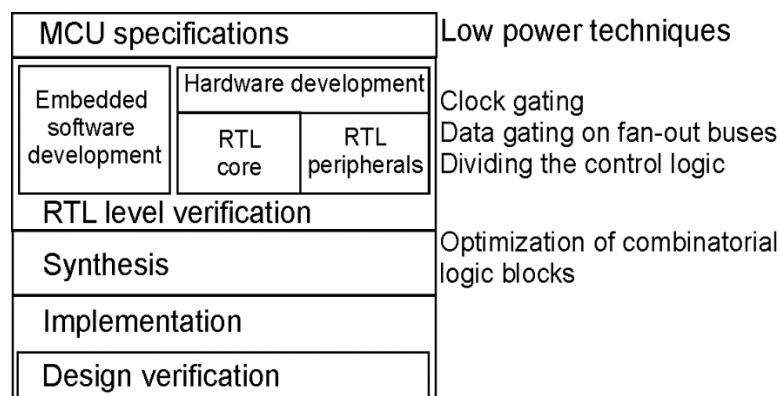 MCU specifications
Low power techniques
Embedded
software
development
Hardware development
RTL
core
RTL
peripherals
Clock gating
Data gating on fan-out buses
Dividing the control logic
RTL level verification
Synthesis
Optimization of combinatorial
logic blocks
Implementation
Design verification